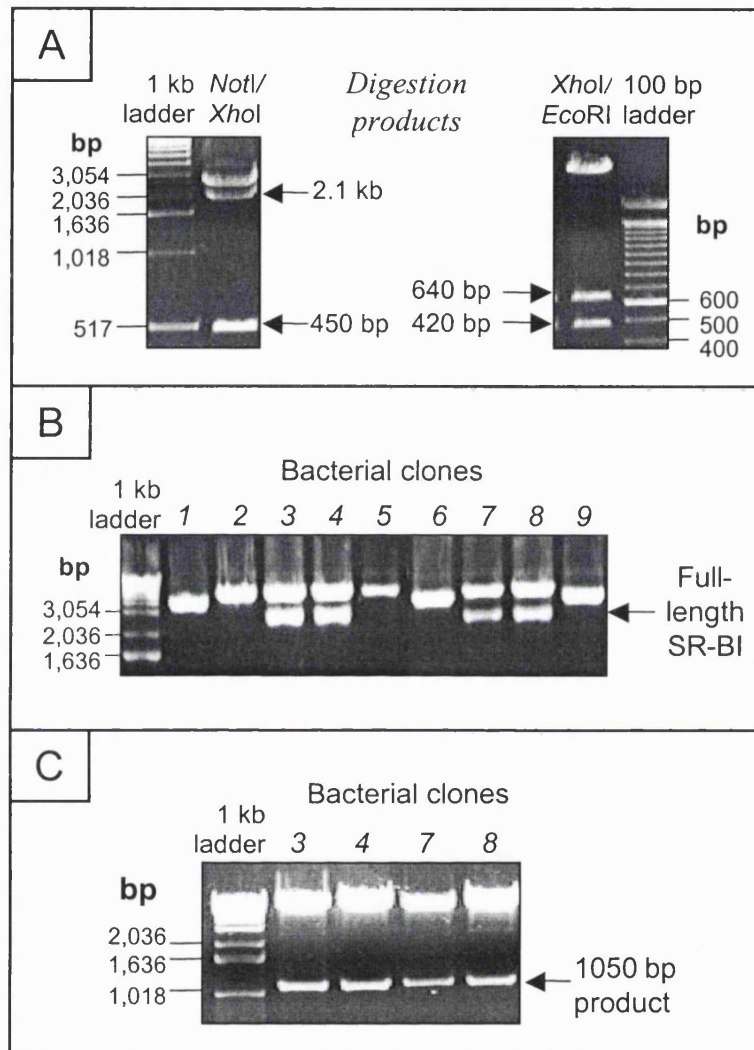 A
1 kb
ladder
NotI/
XhoI
Digestion
products
XhoI/
EcoRI
100 bp
ladder
bp
3,054
2,036
1,636
1,018
517
2.1 kb
450 bp
640 bp
420 bp
bp
600
500
400
B
Bacterial clones
1 kb
ladder
1 2 3 4 5 6 7 8 9
bp
3,054
2,036
1,636
Full-
length
SR-BI
C
Bacterial clones
1 kb
ladder
3 4 7 8
bp
2,036
1,636
1,018
1050 bp
product